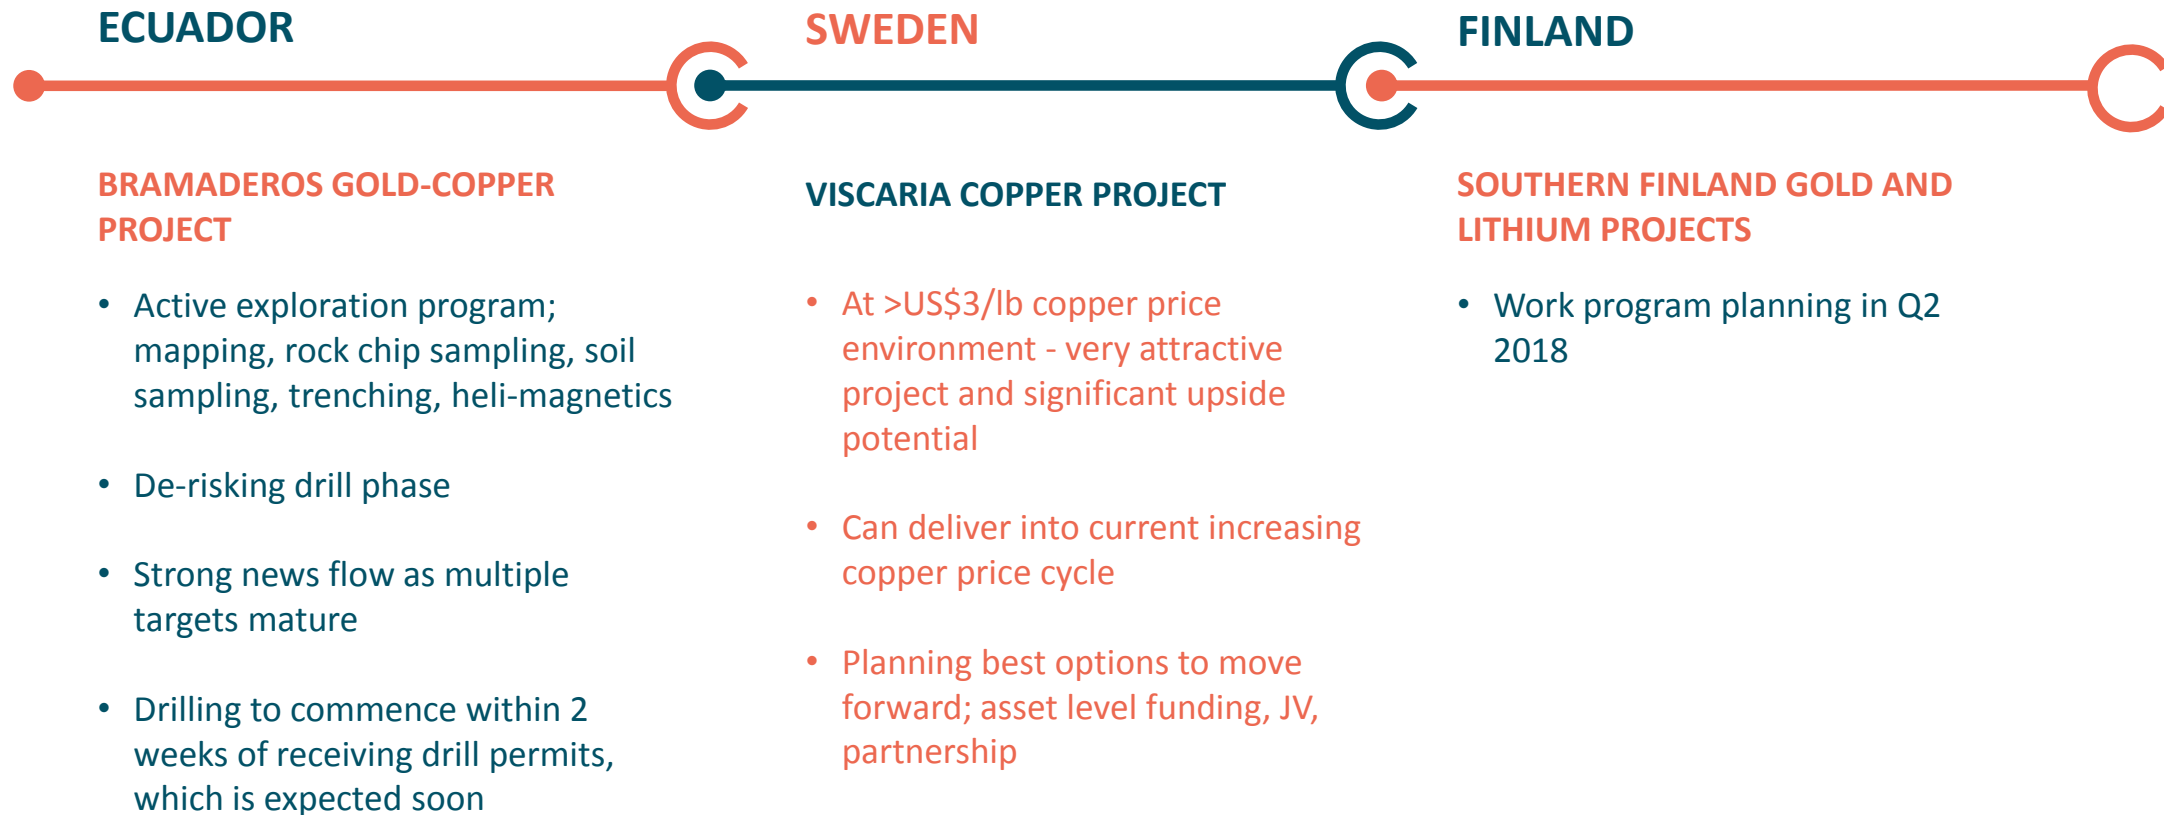 ECUADOR
BRAMADEROS GOLD-COPPER
PROJECT
• Active exploration program;
mapping, rock chip sampling, soil
sampling, trenching, heli-magnetics
• De-risking drill phase
• Strong news flow as multiple
targets mature
• Drilling to commence within 2
weeks of receiving drill permits,
which is expected soon
SWEDEN
VISCARIA COPPER PROJECT
• At >US$3/lb copper price
environment - very attractive
project and significant upside
potential
• Can deliver into current increasing
copper price cycle
• Planning best options to move
forward; asset level funding, JV,
partnership
FINLAND
SOUTHERN FINLAND GOLD AND
LITHIUM PROJECTS
• Work program planning in Q2
2018